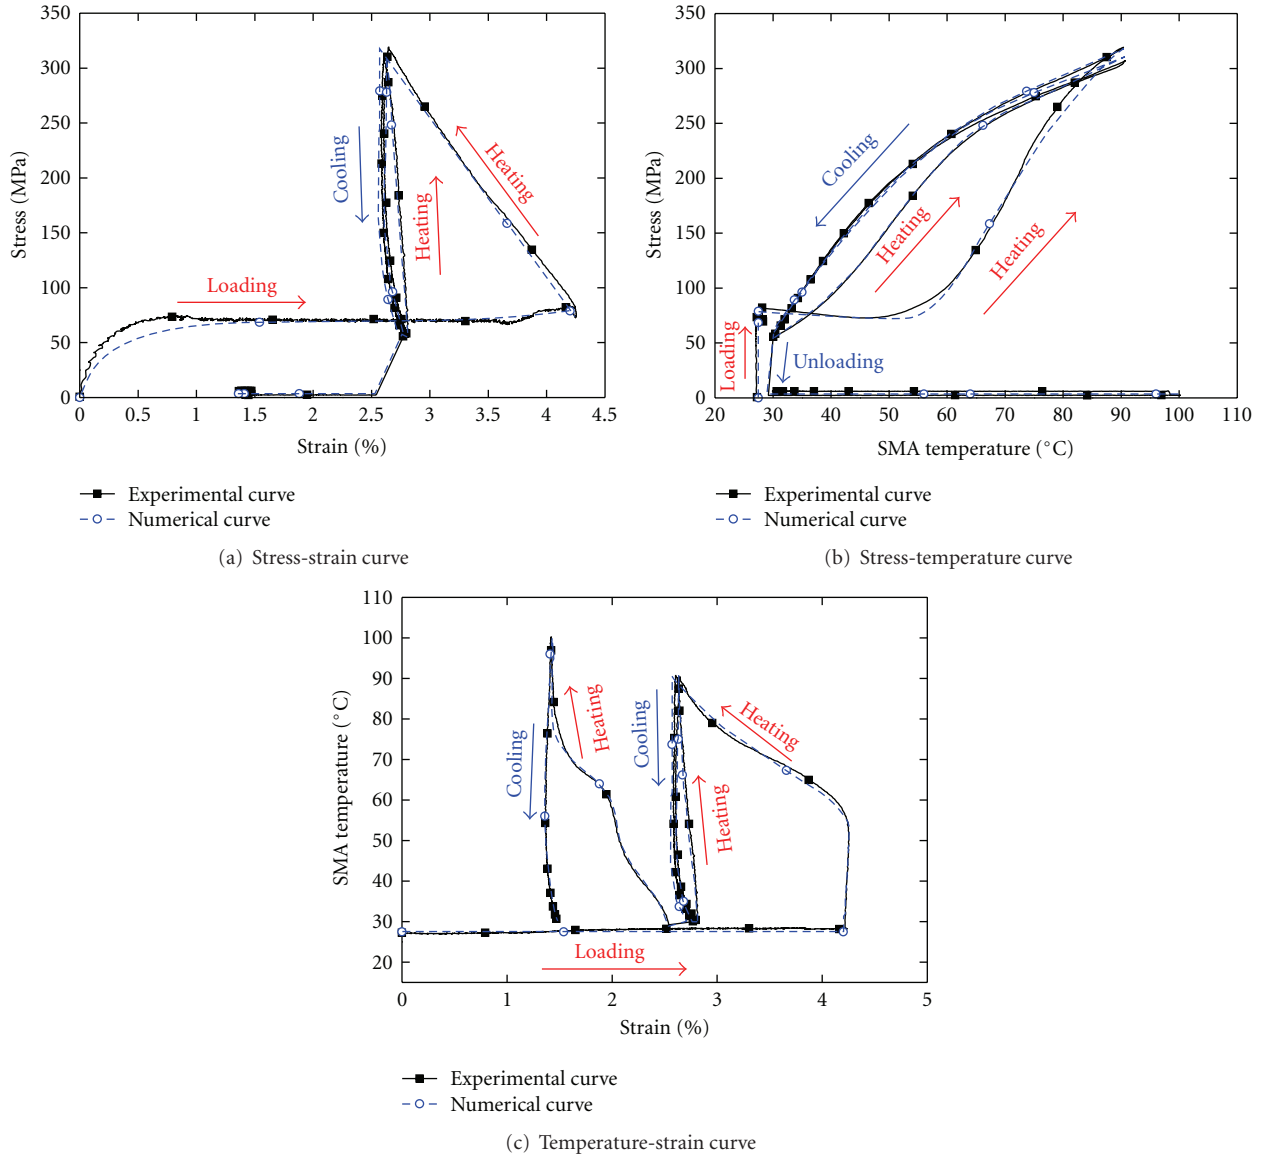 350
300
250
200
150
100
50
0
Stress (MPa)
Cooling
Heating
Heating
Loading
0
0.5
1
1.5
2
2.5
3
3.5
4
4.5
Strain (%)
Experimental curve
Numerical curve
(a) Stress-strain curve
350
300
250
200
150
100
50
0
Stress (MPa)
Cooling
Heating
Heating
Loading
Unloading
20
30
40
50
60
70
80
90
100
110
SMA temperature (°C)
Experimental curve
Numerical curve
(b) Stress-temperature curve
110
100
90
80
70
60
50
40
30
20
SMA temperature (°C)
Cooling
Heating
Cooling
Heating
Heating
Loading
0
1
2
3
4
5
Strain (%)
Experimental curve
Numerical curve
(c) Temperature-strain curve